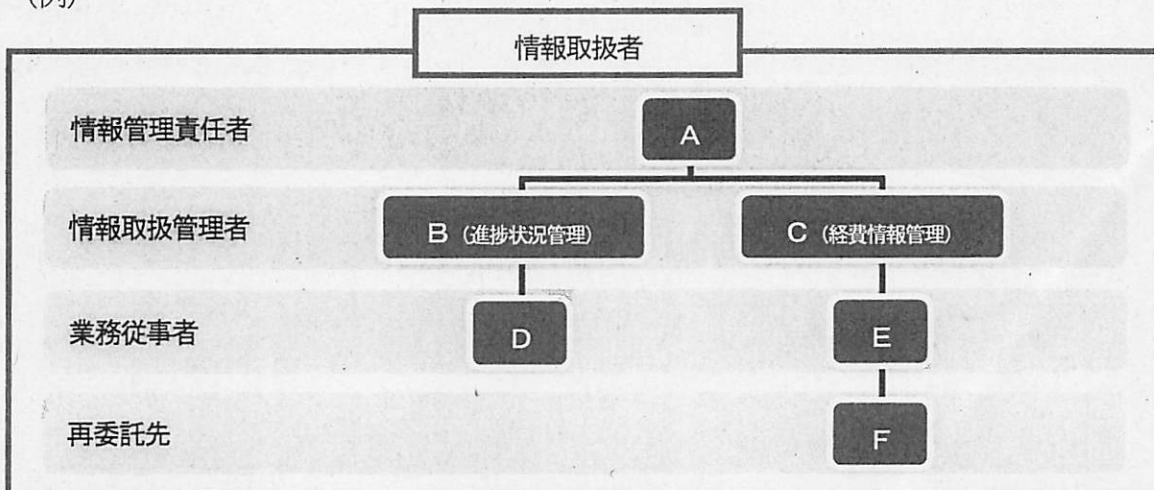 （例）
情報取扱者
情報管理責任者
A
情報取扱管理者
B（進捗状況管理）
C（経費情報管理）
業務従事者
D
E
再委託先
F